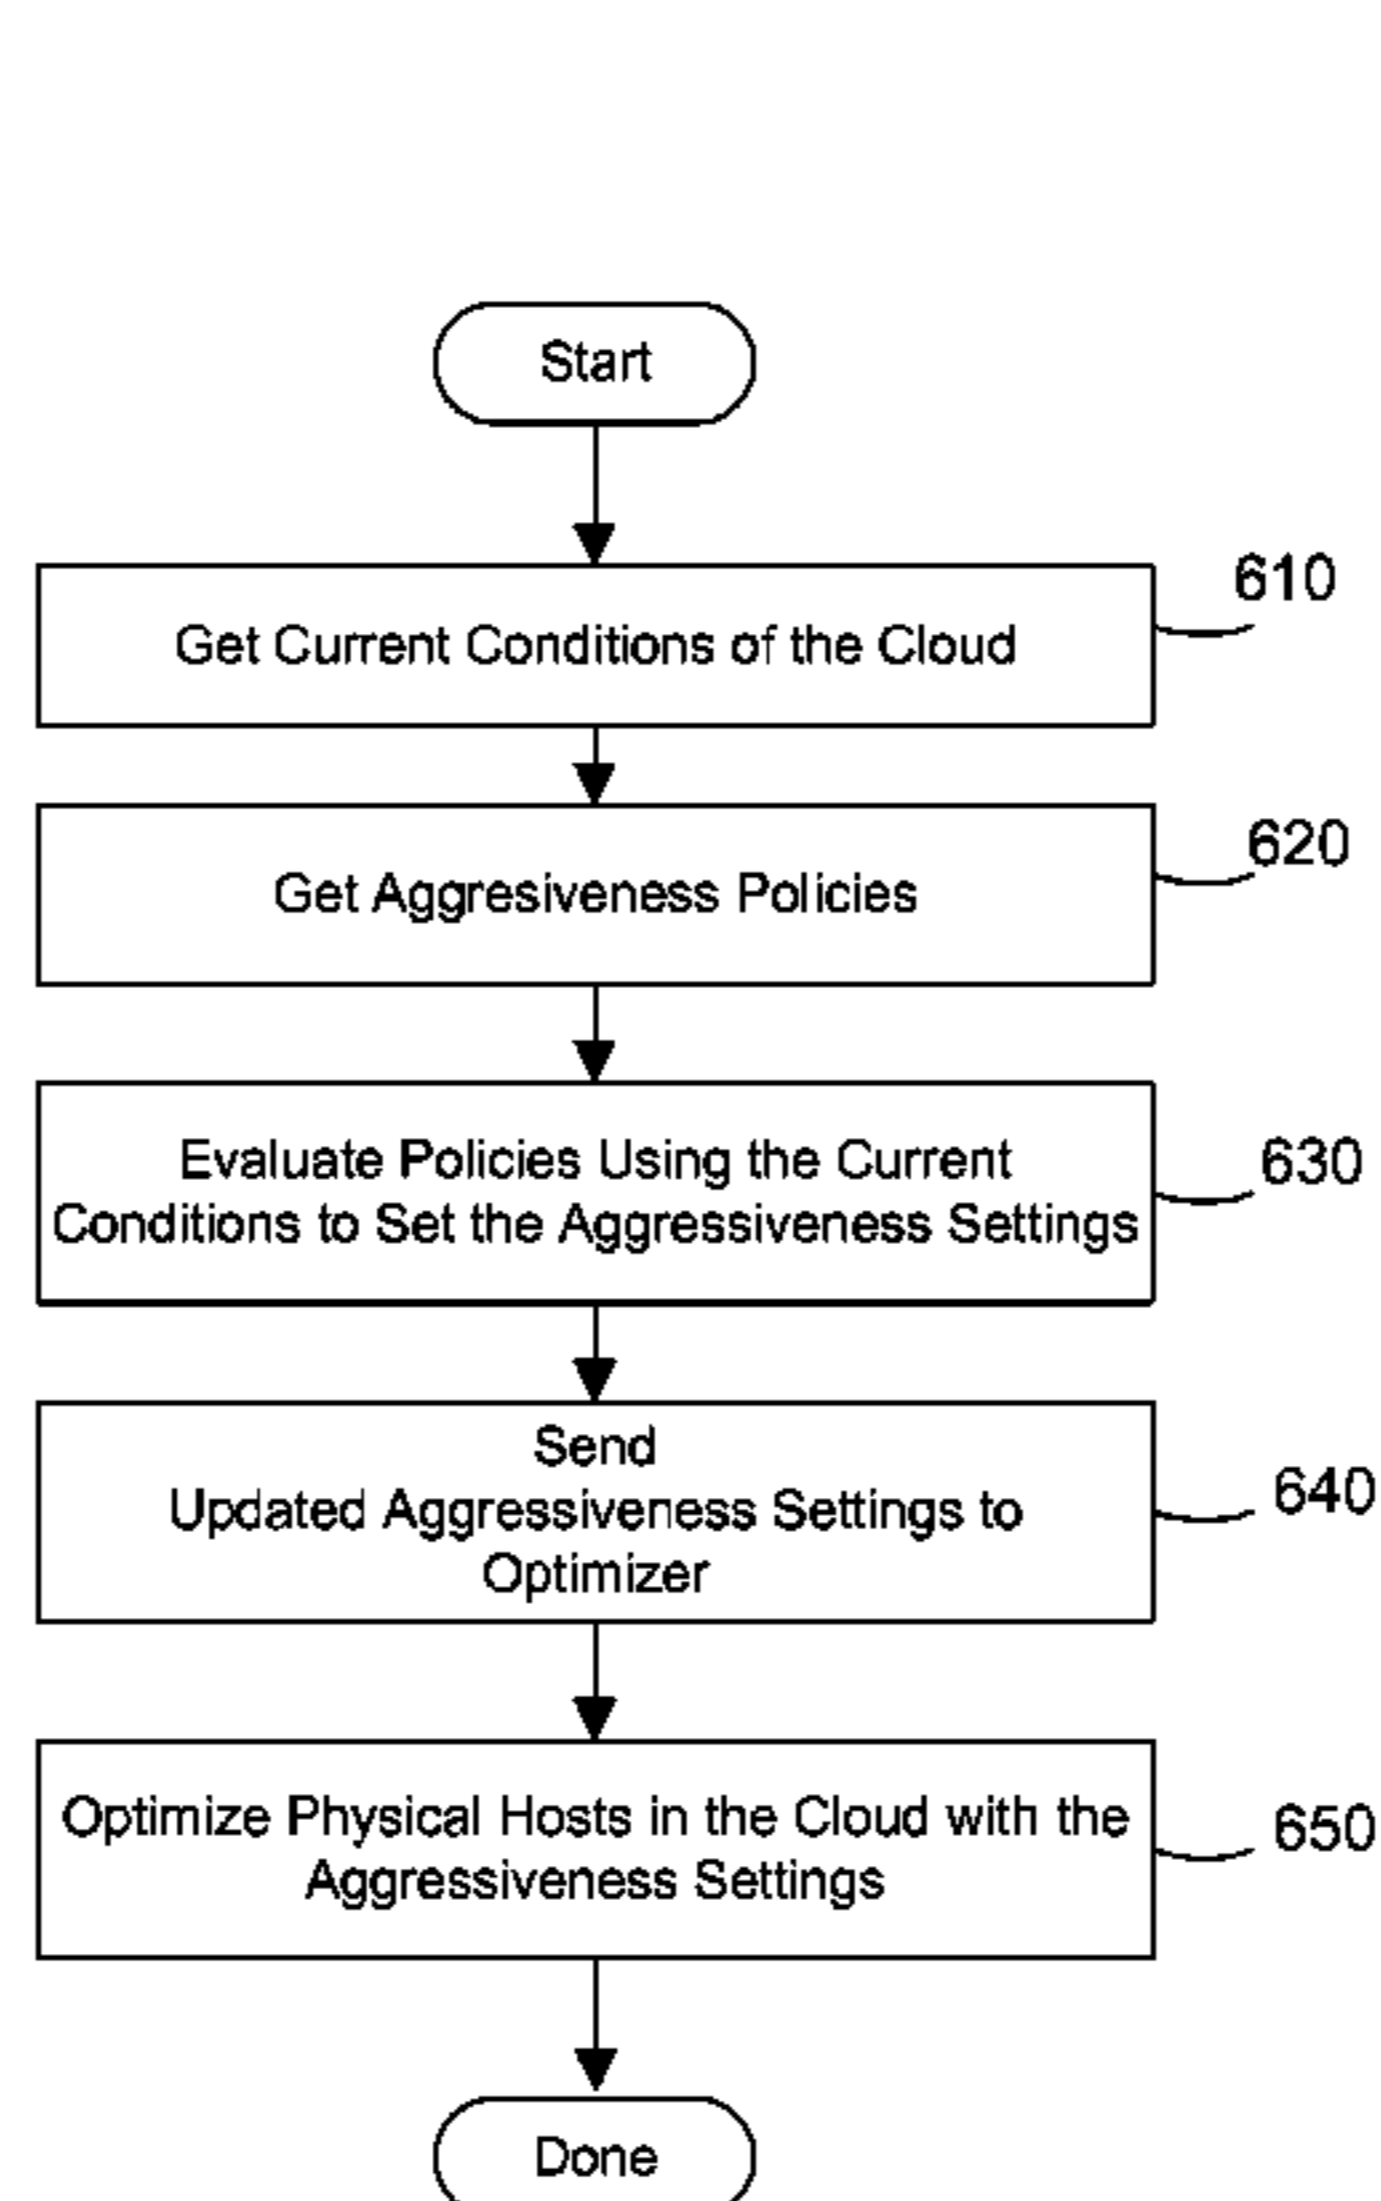 Start
Get Current Conditions of the Cloud
610
Get Aggresiveness Policies
620
Evaluate Policies Using the Current
Conditions to Set the Aggressiveness Settings
630
Send
Updated Aggressiveness Settings to
Optimizer
640
Optimize Physical Hosts in the Cloud with the
Aggressiveness Settings
650
Done